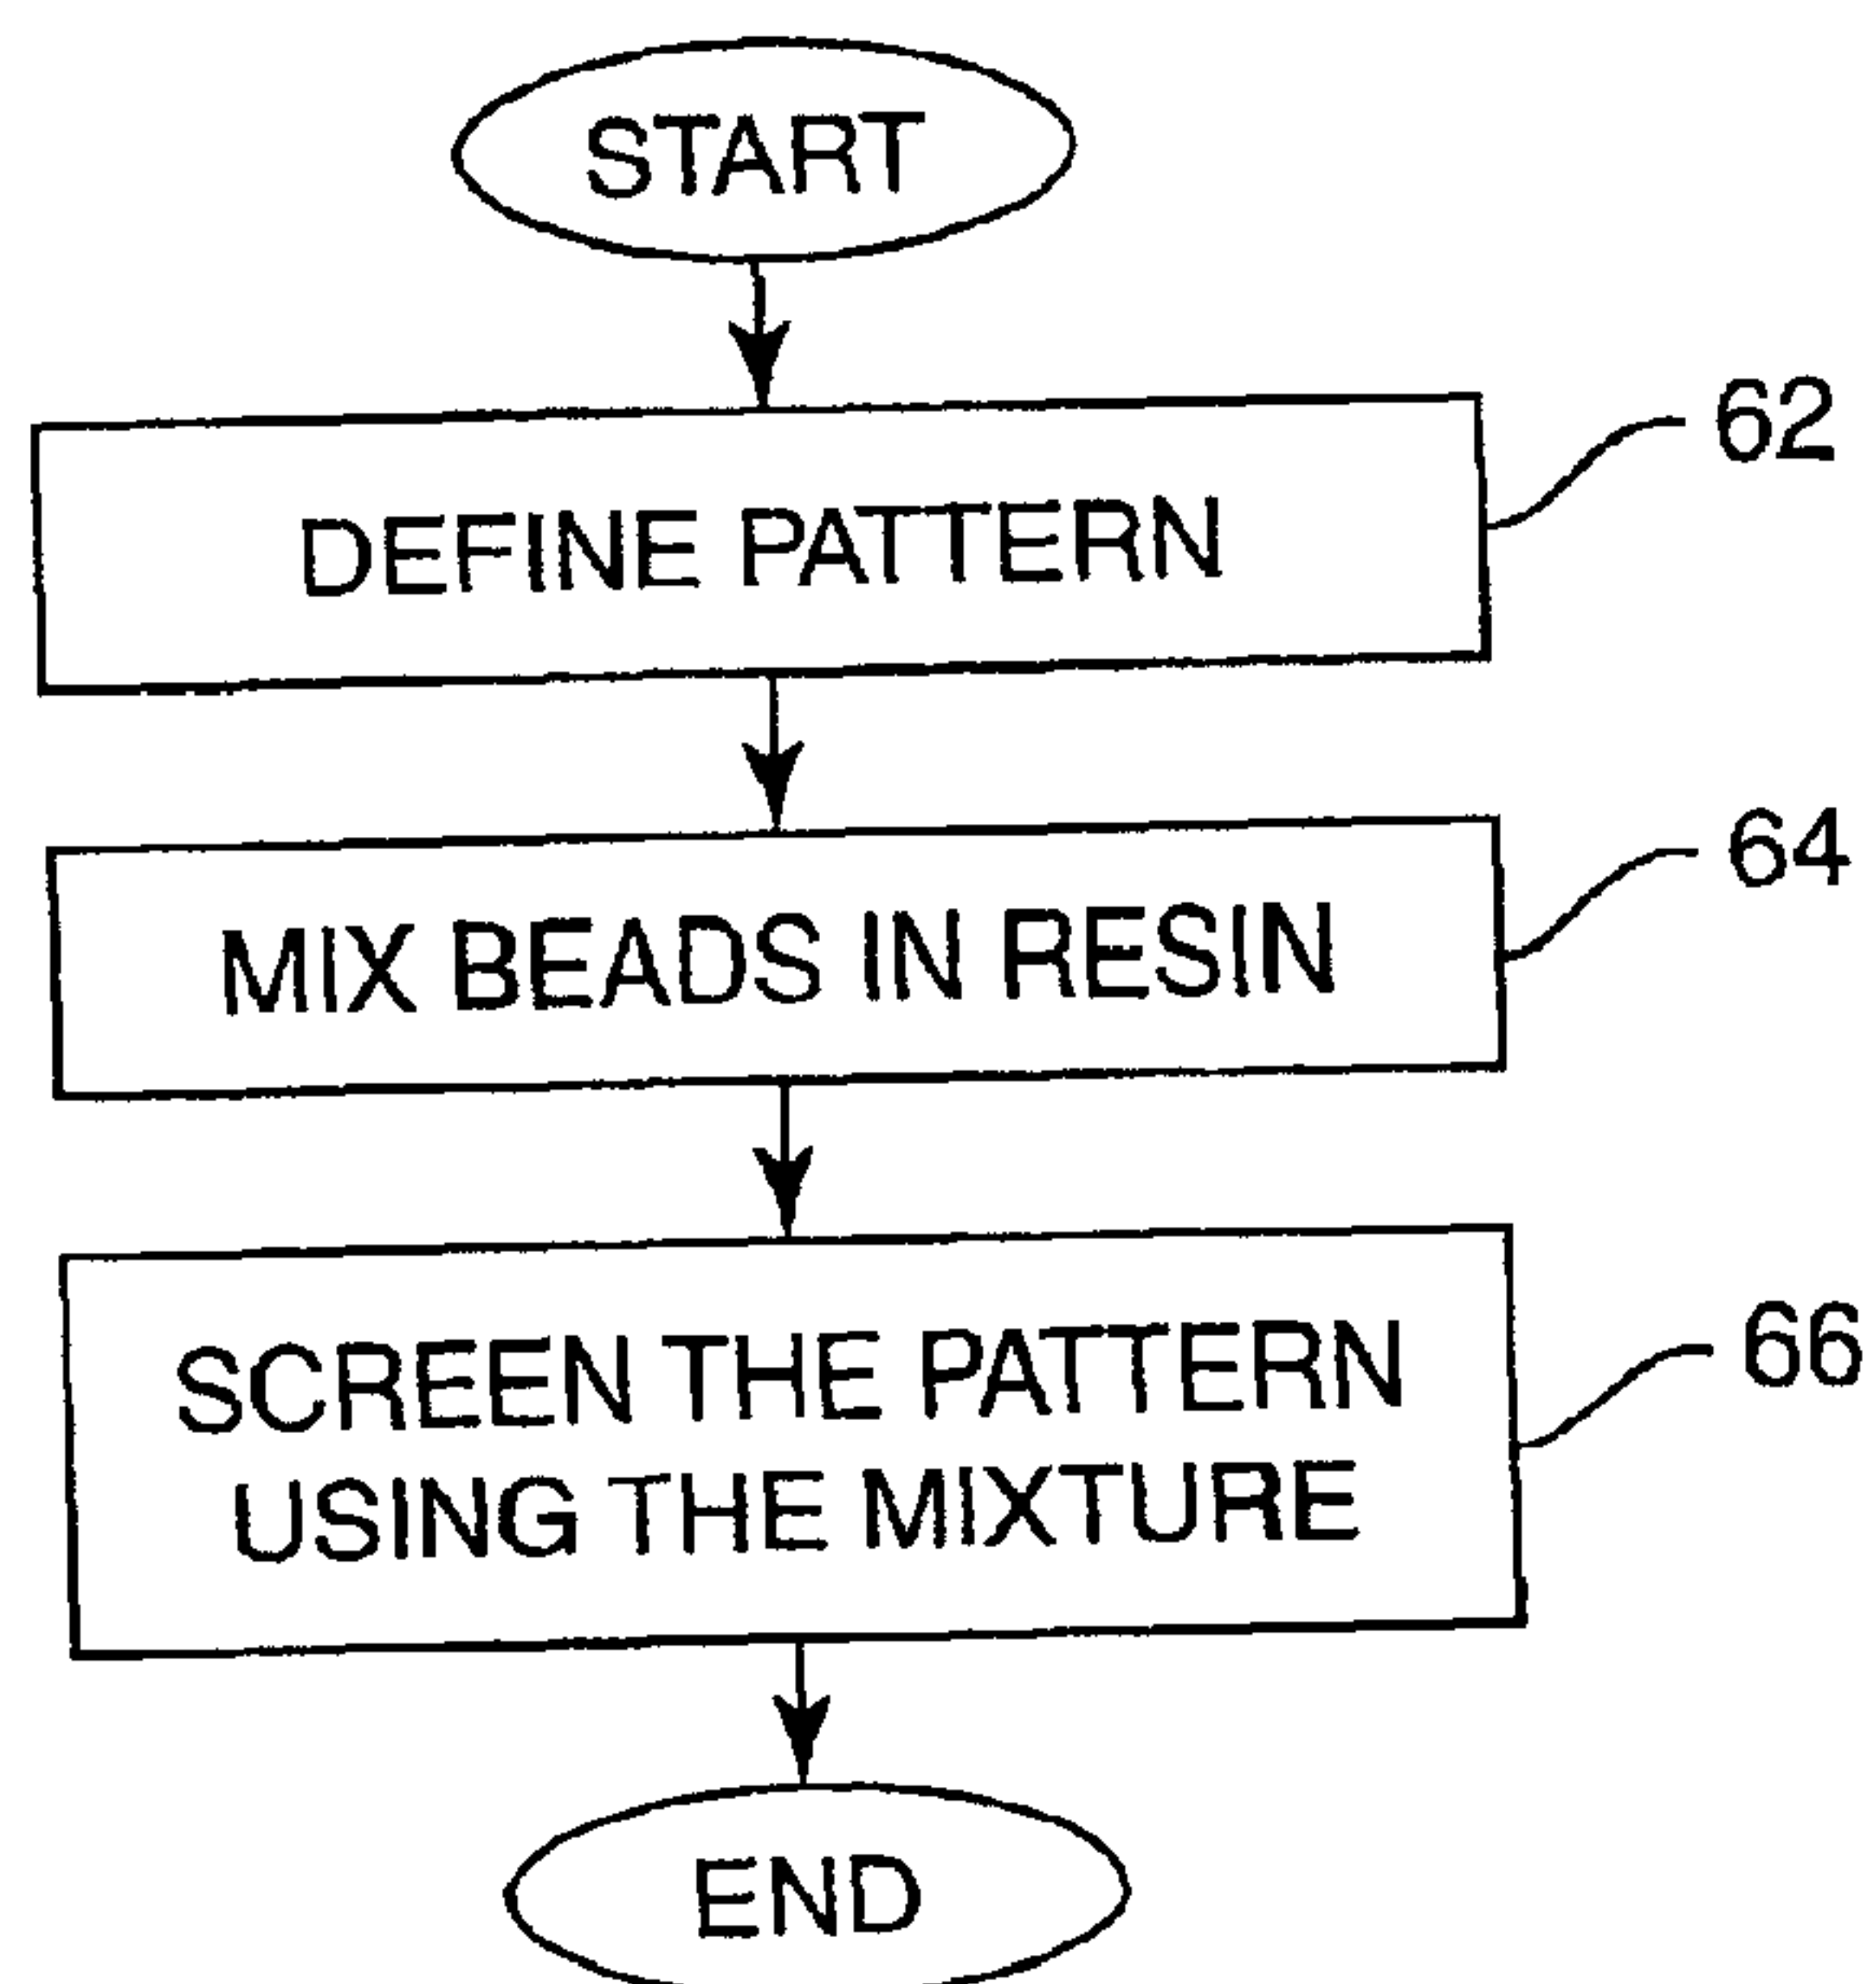 START
DEFINE PATTERN
62
MIX BEADS IN RESIN
64
SCREEN THE PATTERN
USING THE MIXTURE
66
END